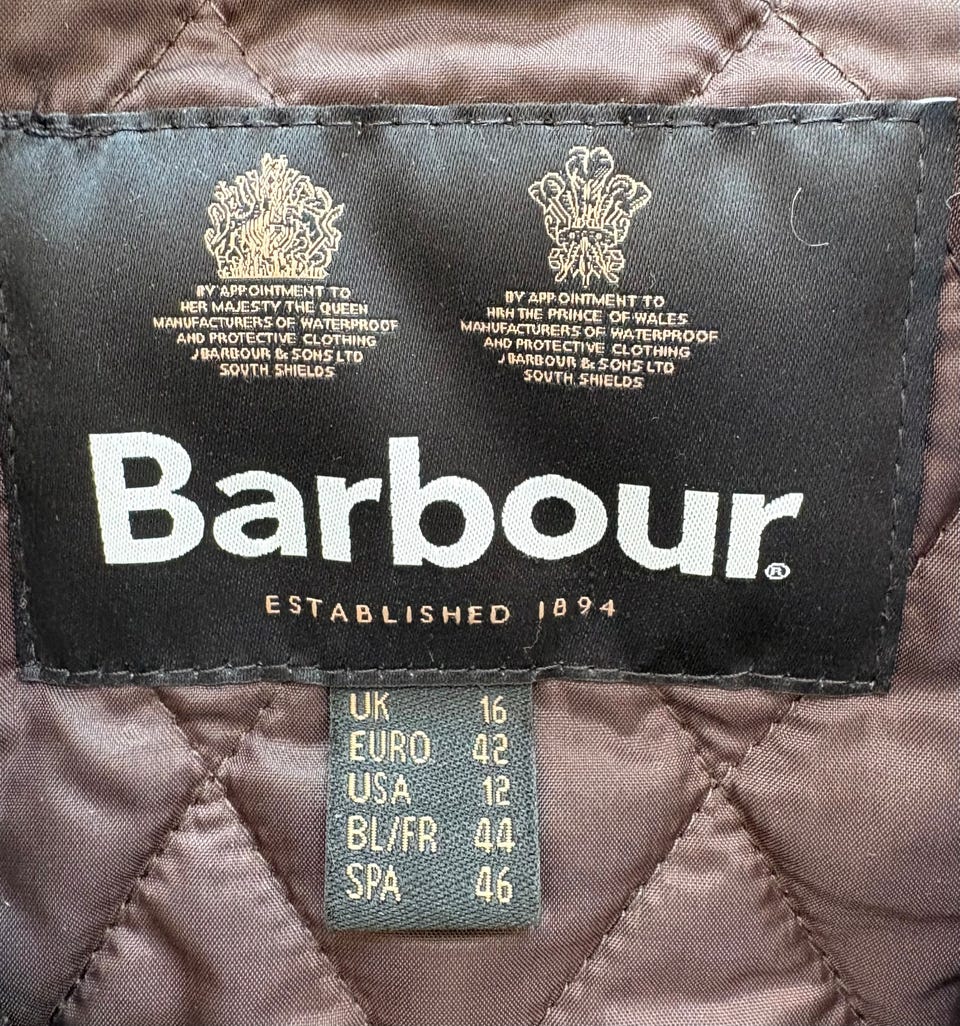 BY APPOINTMENT TO
HER MAJESTY THE QUEEN
MANUFACTURERS OF WATERPROOF
AND PROTECTIVE CLOTHING
J BARBOUR & SONS LTD
SOUTH SHIELDS
BY APPOINTMENT TO
HRH THE PRINCE OF WALES
MANUFACTURERS OF WATERPROOF
AND PROTECTIVE CLOTHING
J BARBOUR & SONS LTD
SOUTH SHIELDS
Barbour®
ESTABLISHED 1894
UK 16
EURO 42
USA 12
BL/FR 44
SPA 46